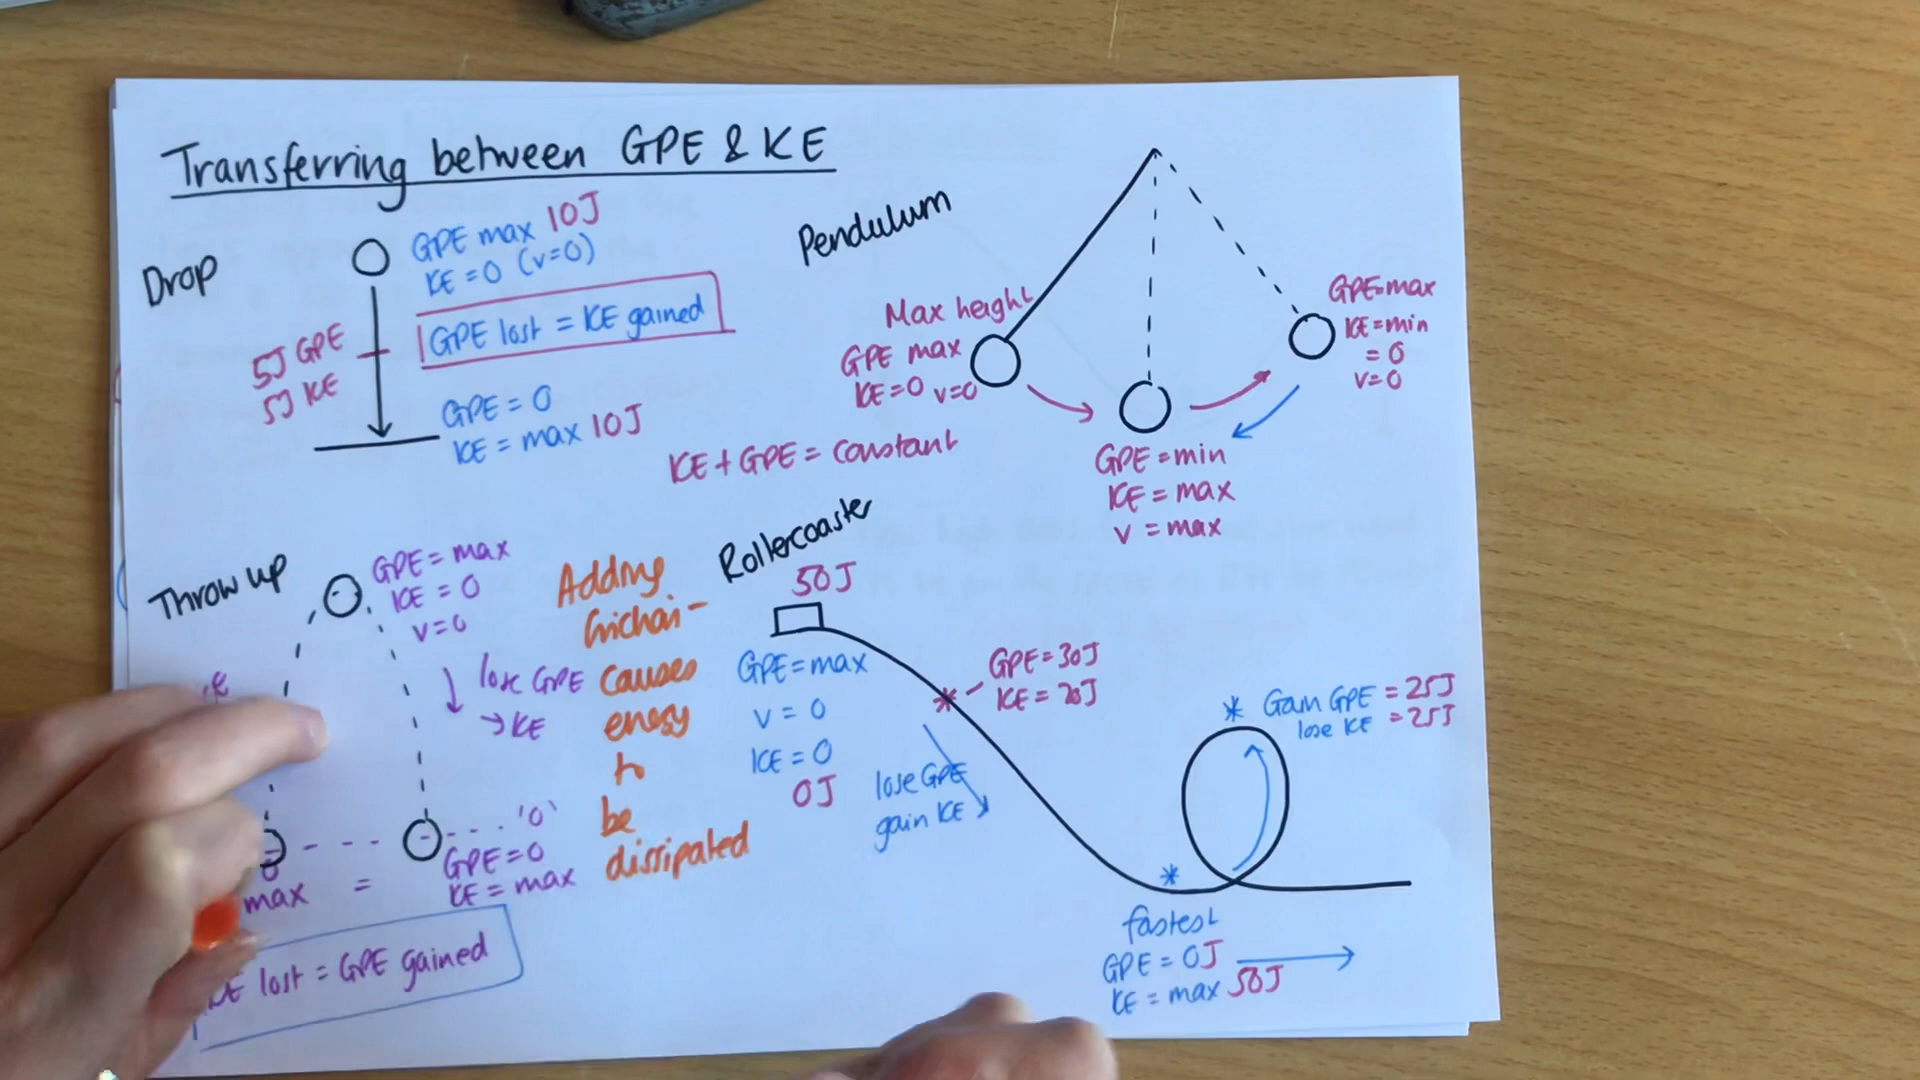 Transferring between GPE & KE
Drop
GPE max 10J
KE = 0 (v=0)
GPE lost = KE gained
5J GPE
5J KE
GPE = 0
KE = max 10J
Pendulum
Max height
GPE max
KE=0 v=0
GPE=max
KE=min
= 0
v=0
GPE = min
KE = max
v = max
KE + GPE = constant
Throw up
GPE = max
KE = 0
v=0
lose GPE
→ KE
'0'
GPE=0
KE = max
max =
lost = GPE gained
Adding
friction –
causes
energy
to
be
dissipated
Rollercoaster
50J
GPE=max
v = 0
KE = 0
0J
GPE=30J
KE = 20J
lose GPE
gain KE
* Gain GPE = 25J
lose KE = 25J
*
fastest
GPE = 0J
KE = max 50J